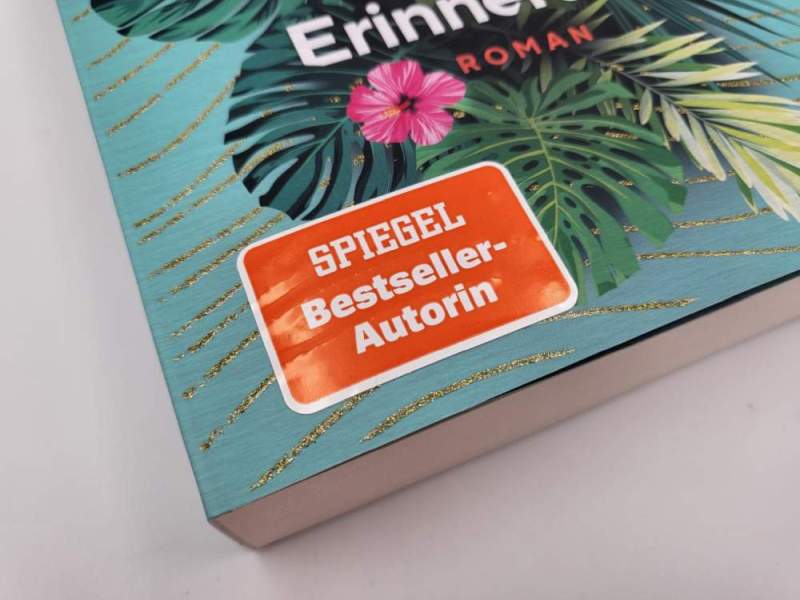 ROMAN
SPIEGEL
Bestseller-
Autorin